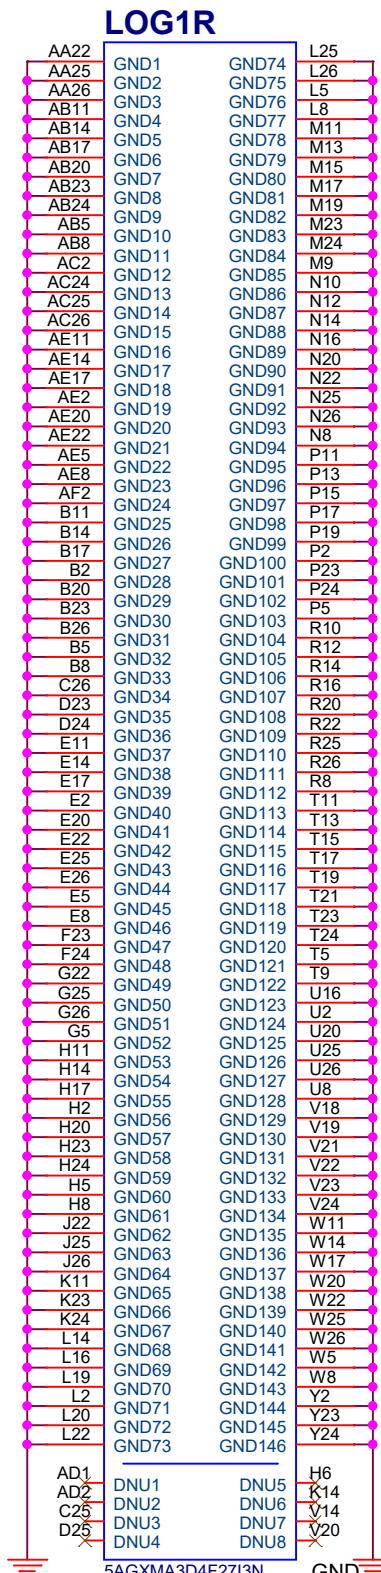 LOG1R
AA22 GND1 GND74 L25
AA25 GND2 GND75 L26
AA26 GND3 GND76 L5
AB11 GND4 GND77 L8
AB14 GND5 GND78 M11
AB17 GND6 GND79 M13
AB20 GND7 GND80 M15
AB23 GND8 GND81 M17
AB24 GND9 GND82 M19
AB5 GND10 GND83 M23
AB8 GND11 GND84 M24
AC2 GND12 GND85 M9
AC24 GND13 GND86 N10
AC25 GND14 GND87 N12
AC26 GND15 GND88 N14
AE11 GND16 GND89 N16
AE14 GND17 GND90 N20
AE17 GND18 GND91 N22
AE2 GND19 GND92 N25
AE20 GND20 GND93 N26
AE22 GND21 GND94 N8
AE5 GND22 GND95 P11
AE8 GND23 GND96 P13
AF2 GND24 GND97 P15
B11 GND25 GND98 P17
B14 GND26 GND99 P19
B17 GND27 GND100 P2
B2 GND28 GND101 P23
B20 GND29 GND102 P24
B23 GND30 GND103 P5
B26 GND31 GND104 R10
B5 GND32 GND105 R12
B8 GND33 GND106 R14
C26 GND34 GND107 R16
D23 GND35 GND108 R20
D24 GND36 GND109 R22
E11 GND37 GND110 R25
E14 GND38 GND111 R26
E17 GND39 GND112 R8
E2 GND40 GND113 T11
E20 GND41 GND114 T13
E22 GND42 GND115 T15
E25 GND43 GND116 T17
E26 GND44 GND117 T19
E5 GND45 GND118 T21
E8 GND46 GND119 T23
F23 GND47 GND120 T24
F24 GND48 GND121 T5
G22 GND49 GND122 T9
G25 GND50 GND123 U16
G26 GND51 GND124 U2
G5 GND52 GND125 U20
H11 GND53 GND126 U25
H14 GND54 GND127 U26
H17 GND55 GND128 U8
H2 GND56 GND129 V18
H20 GND57 GND130 V19
H23 GND58 GND131 V21
H24 GND59 GND132 V22
H5 GND60 GND133 V23
H8 GND61 GND134 V24
J22 GND62 GND135 W11
J25 GND63 GND136 W14
J26 GND64 GND137 W17
K11 GND65 GND138 W20
K23 GND66 GND139 W22
K24 GND67 GND140 W25
L14 GND68 GND141 W26
L16 GND69 GND142 W5
L19 GND70 GND143 W8
L2 GND71 GND144 Y2
L20 GND72 GND145 Y23
L22 GND73 GND146 Y24
AD1 DNU1 DNU5 H6
AD2 DNU2 DNU6 K14
C25 DNU3 DNU7 V14
D25 DNU4 DNU8 V20
5AGXMA3D4F27I3N GND